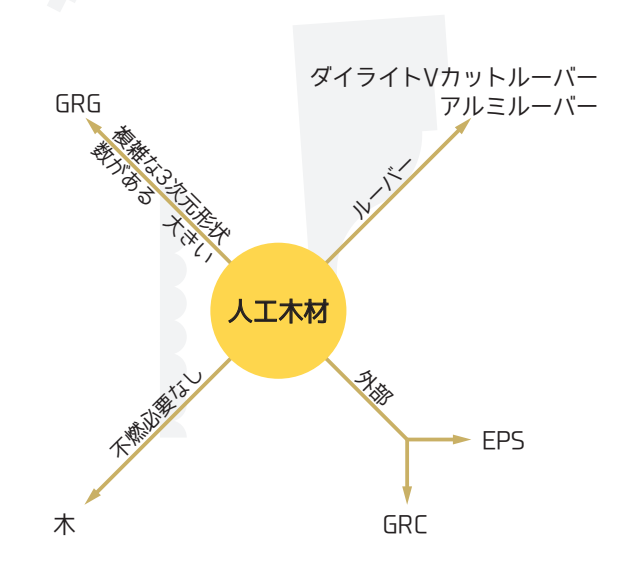 ダイライトVカットルーバー
アルミルーバー
GRG
複雑な3次元形状
数がある 大きい
ルーバー
人工木材
不燃必要なし
外部
EPS
木
GRC